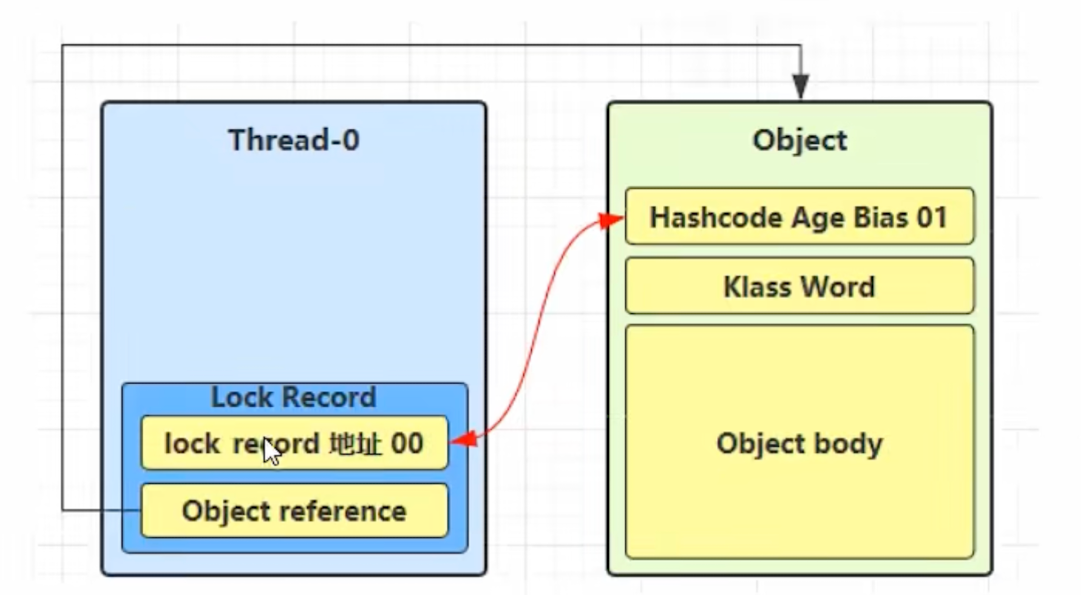 Thread-0
Lock Record
lock record 地址 00
Object reference
Object
Hashcode Age Bias 01
Klass Word
Object body